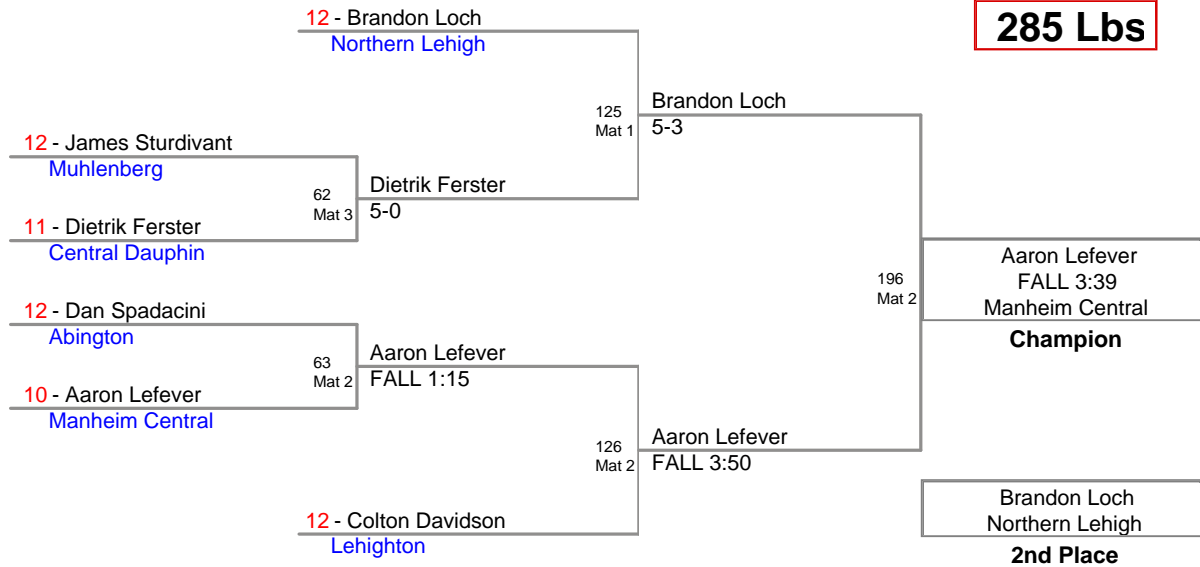 12 - Brandon Loch
Northern Lehigh
285 Lbs
125
Mat 1
Brandon Loch
5-3
12 - James Sturdivant
Muhlenberg
62
Mat 3
Dietrik Ferster
5-0
11 - Dietrik Ferster
Central Dauphin
196
Mat 2
Aaron Lefever
FALL 3:39
Manheim Central
Champion
12 - Dan Spadacini
Abington
63
Mat 2
Aaron Lefever
FALL 1:15
10 - Aaron Lefever
Manheim Central
126
Mat 2
Aaron Lefever
FALL 3:50
12 - Colton Davidson
Lehighton
Brandon Loch
Northern Lehigh
2nd Place